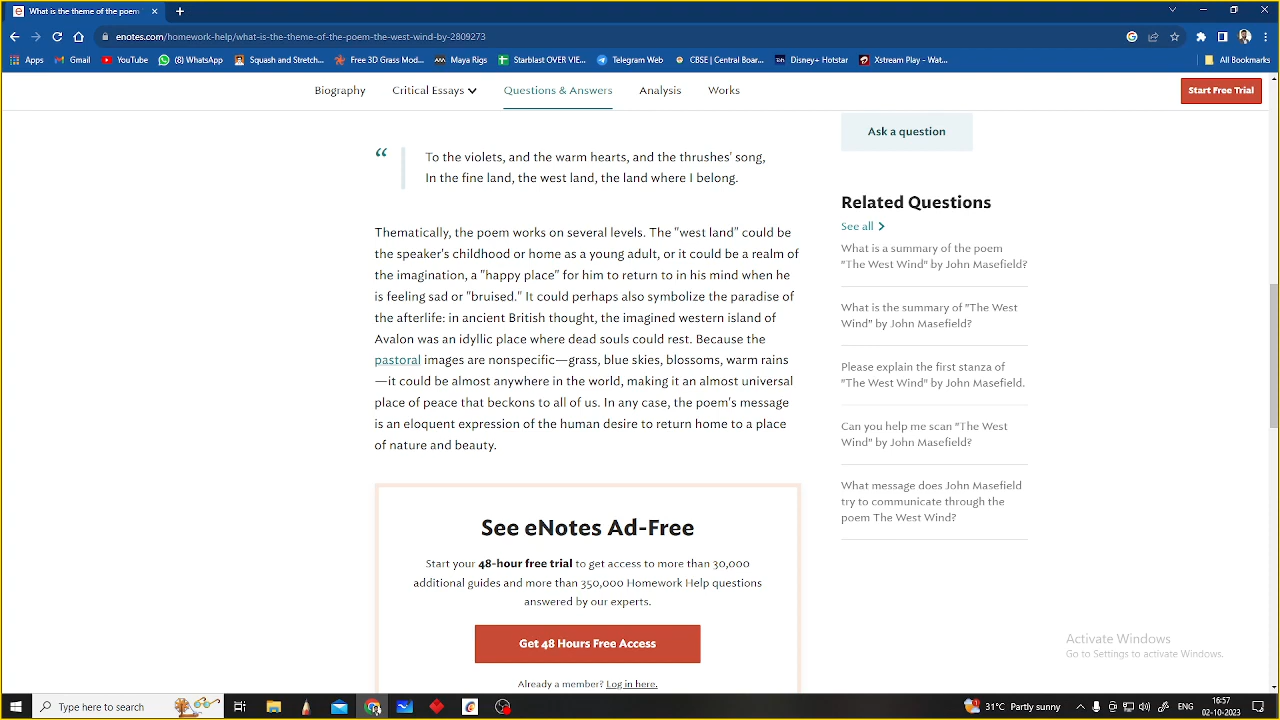 What is the theme of the poem
enotes.com/homework-help/what-is-the-theme-of-the-poem-the-west-wind-by-2809273
Apps Gmail YouTube (8) WhatsApp Squash and Stretch... Free 3D Grass Mod... Maya Rigs Starblast OVER VIE... Telegram Web CBSE | Central Boar... Disney+ Hotstar Xstream Play - Wat... All Bookmarks
Biography Critical Essays Questions & Answers Analysis Works Start Free Trial
“ To the violets, and the warm hearts, and the thrushes' song,
In the fine land, the west land, the land where I belong.
Thematically, the poem works on several levels. The “west land” could be
the speaker's childhood or home as a young adult, or it could be a realm of
the imagination, a “happy place” for him to return to in his mind when he
is feeling sad or “bruised.” It could perhaps also symbolize the paradise of
the afterlife: in ancient British thought, the imagined western island of
Avalon was an idyllic place where dead souls could rest. Because the
pastoral images are nonspecific—grass, blue skies, blossoms, warm rains
—it could be almost anywhere in the world, making it an almost universal
place of peace that beckons to all of us. In any case, the poem's message
is an eloquent expression of the human desire to return home to a place
of nature and beauty.
See eNotes Ad-Free
Start your 48-hour free trial to get access to more than 30,000
additional guides and more than 350,000 Homework Help questions
answered by our experts.
Get 48 Hours Free Access
Already a member? Log in here.
Ask a question
Related Questions
See all
What is a summary of the poem
"The West Wind" by John Masefield?
What is the summary of "The West
Wind" by John Masefield?
Please explain the first stanza of
"The West Wind" by John Masefield.
Can you help me scan "The West
Wind" by John Masefield?
What message does John Masefield
try to communicate through the
poem The West Wind?
Activate Windows
Go to Settings to activate Windows.
Type here to search
31°C Partly sunny
ENG
16:57
02-10-2023